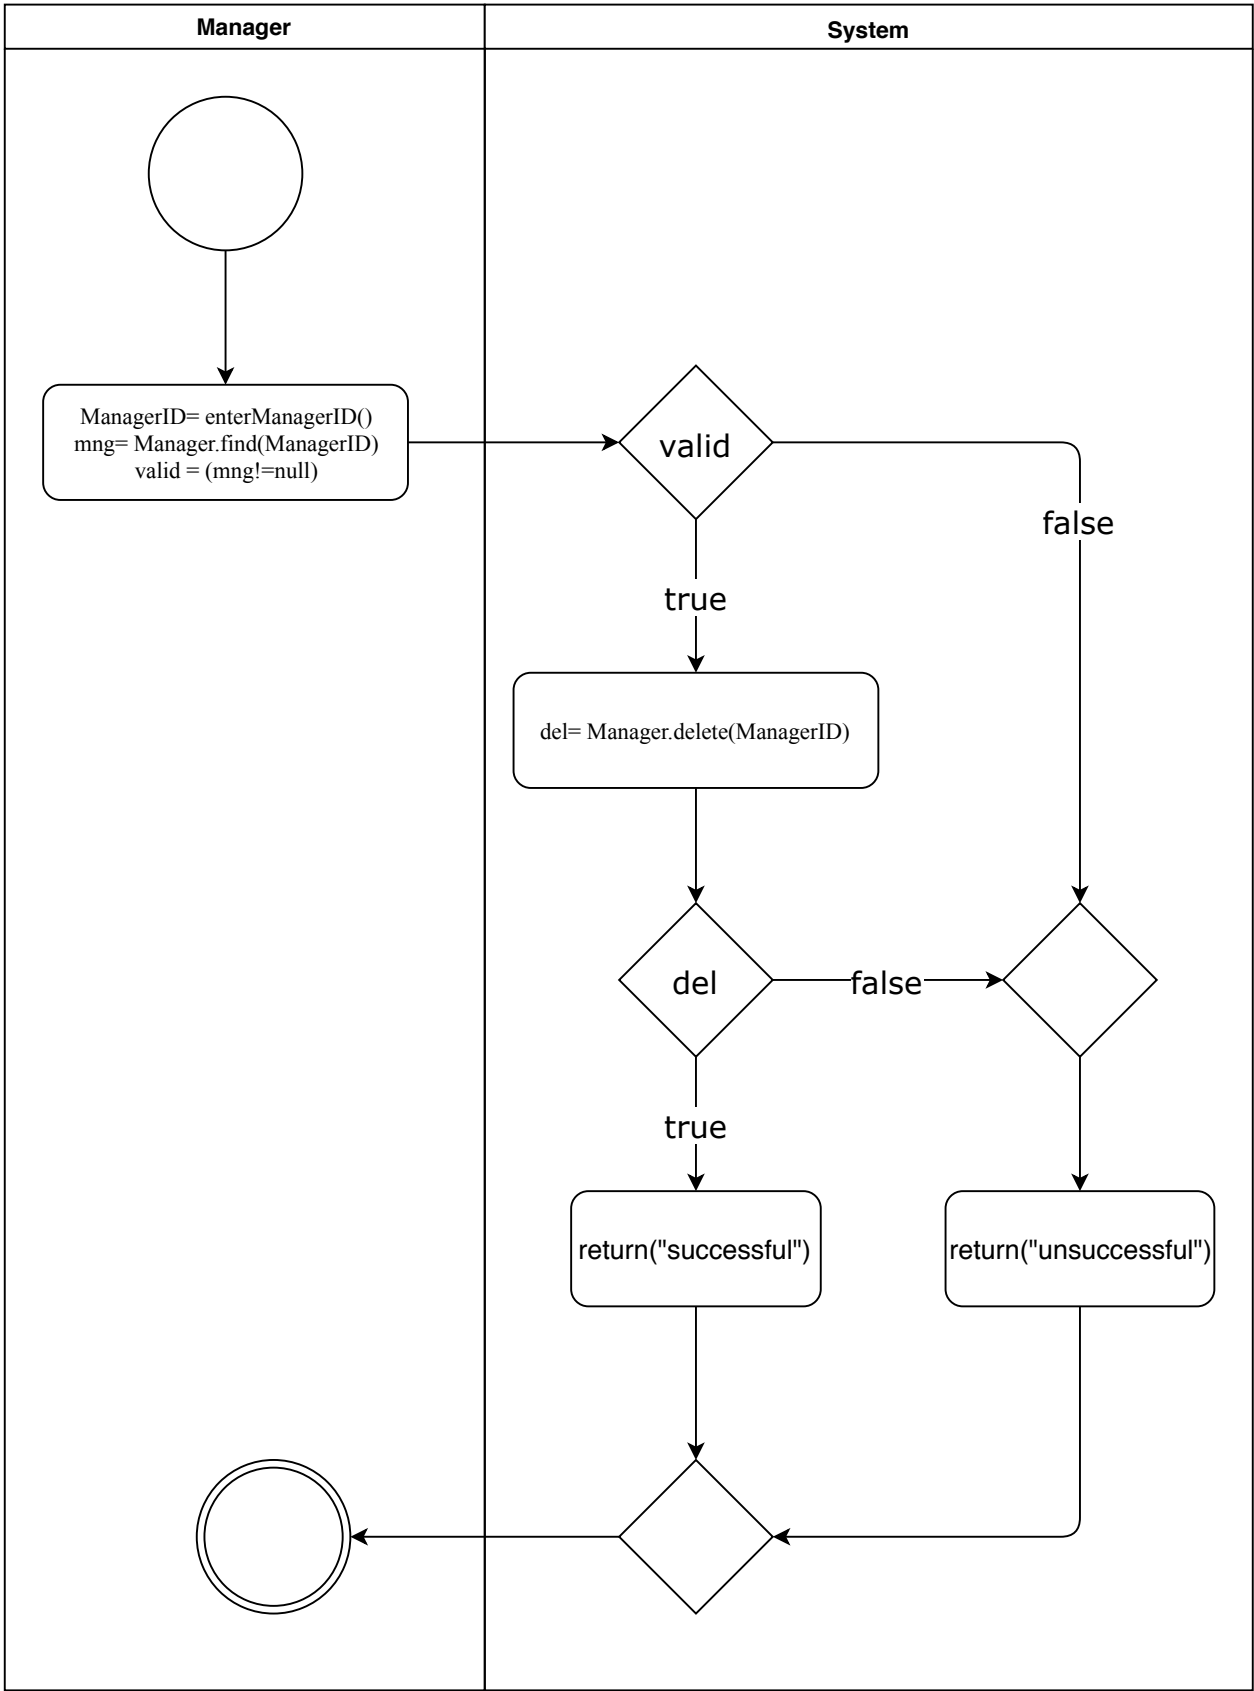 Manager
System
ManagerID= enterManagerID()
mng= Manager.find(ManagerID)
valid = (mng!=null)
valid
false
true
del= Manager.delete(ManagerID)
del
false
true
return("successful")
return("unsuccessful")